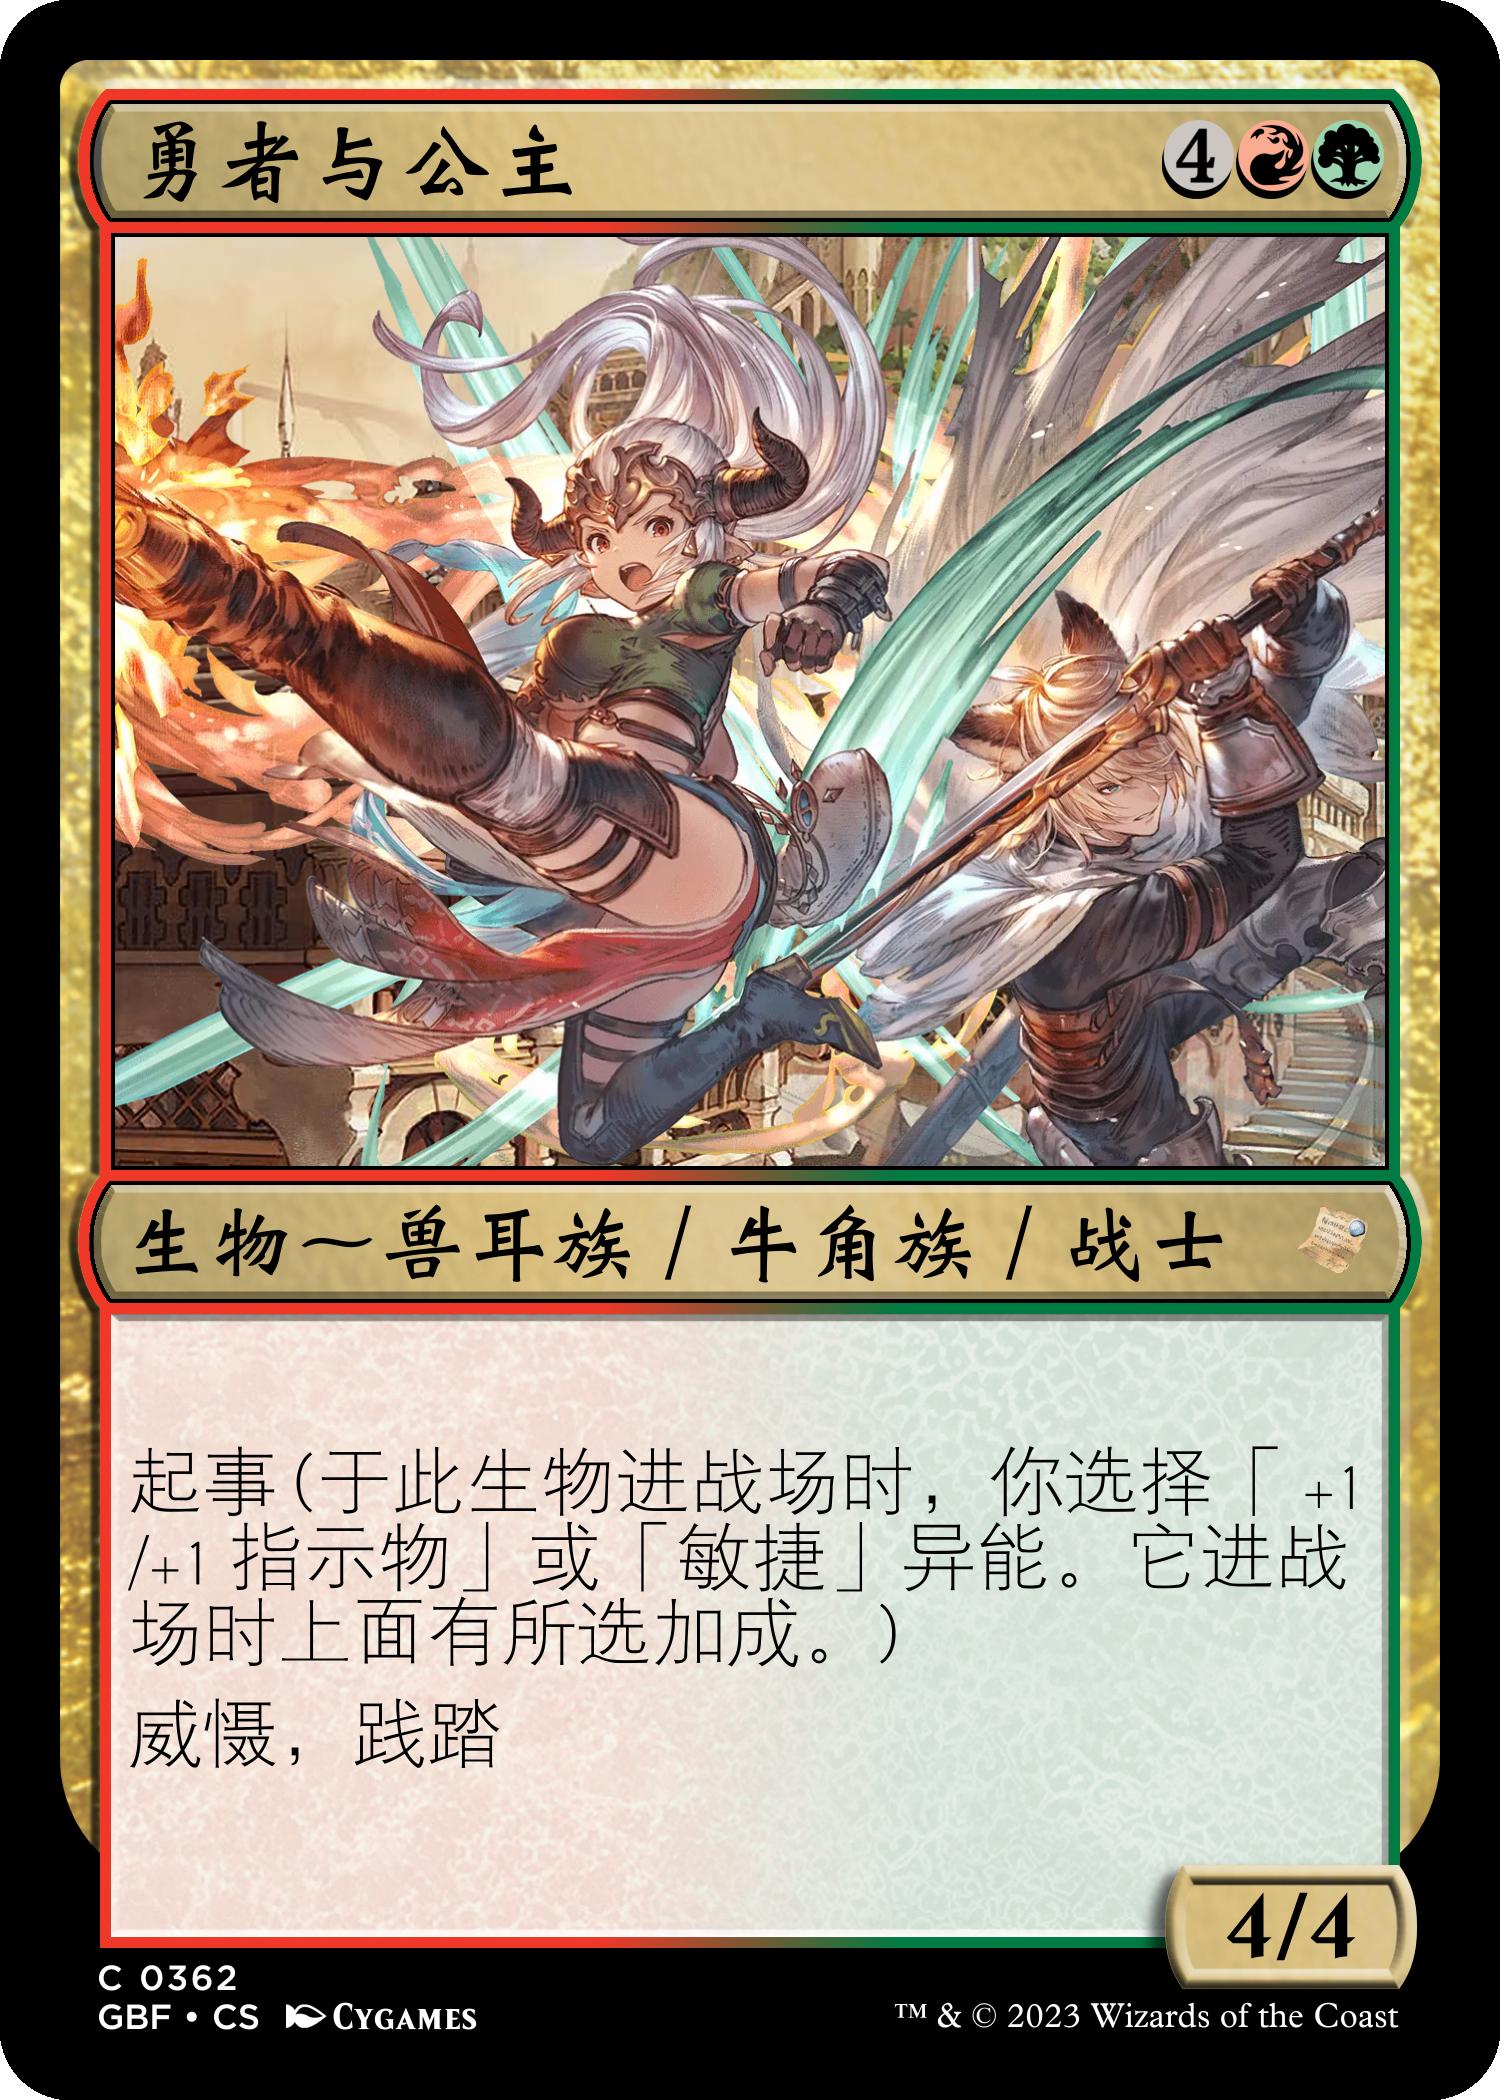 勇者与公主 4
生物～兽耳族 / 牛角族 / 战士
起事(于此生物进战场时，你选择「+1
/+1 指示物」或「敏捷」异能。它进战
场时上面有所选加成。)
威慑，践踏
4/4
C 0362
GBF • CS CYGAMES
™ & © 2023 Wizards of the Coast